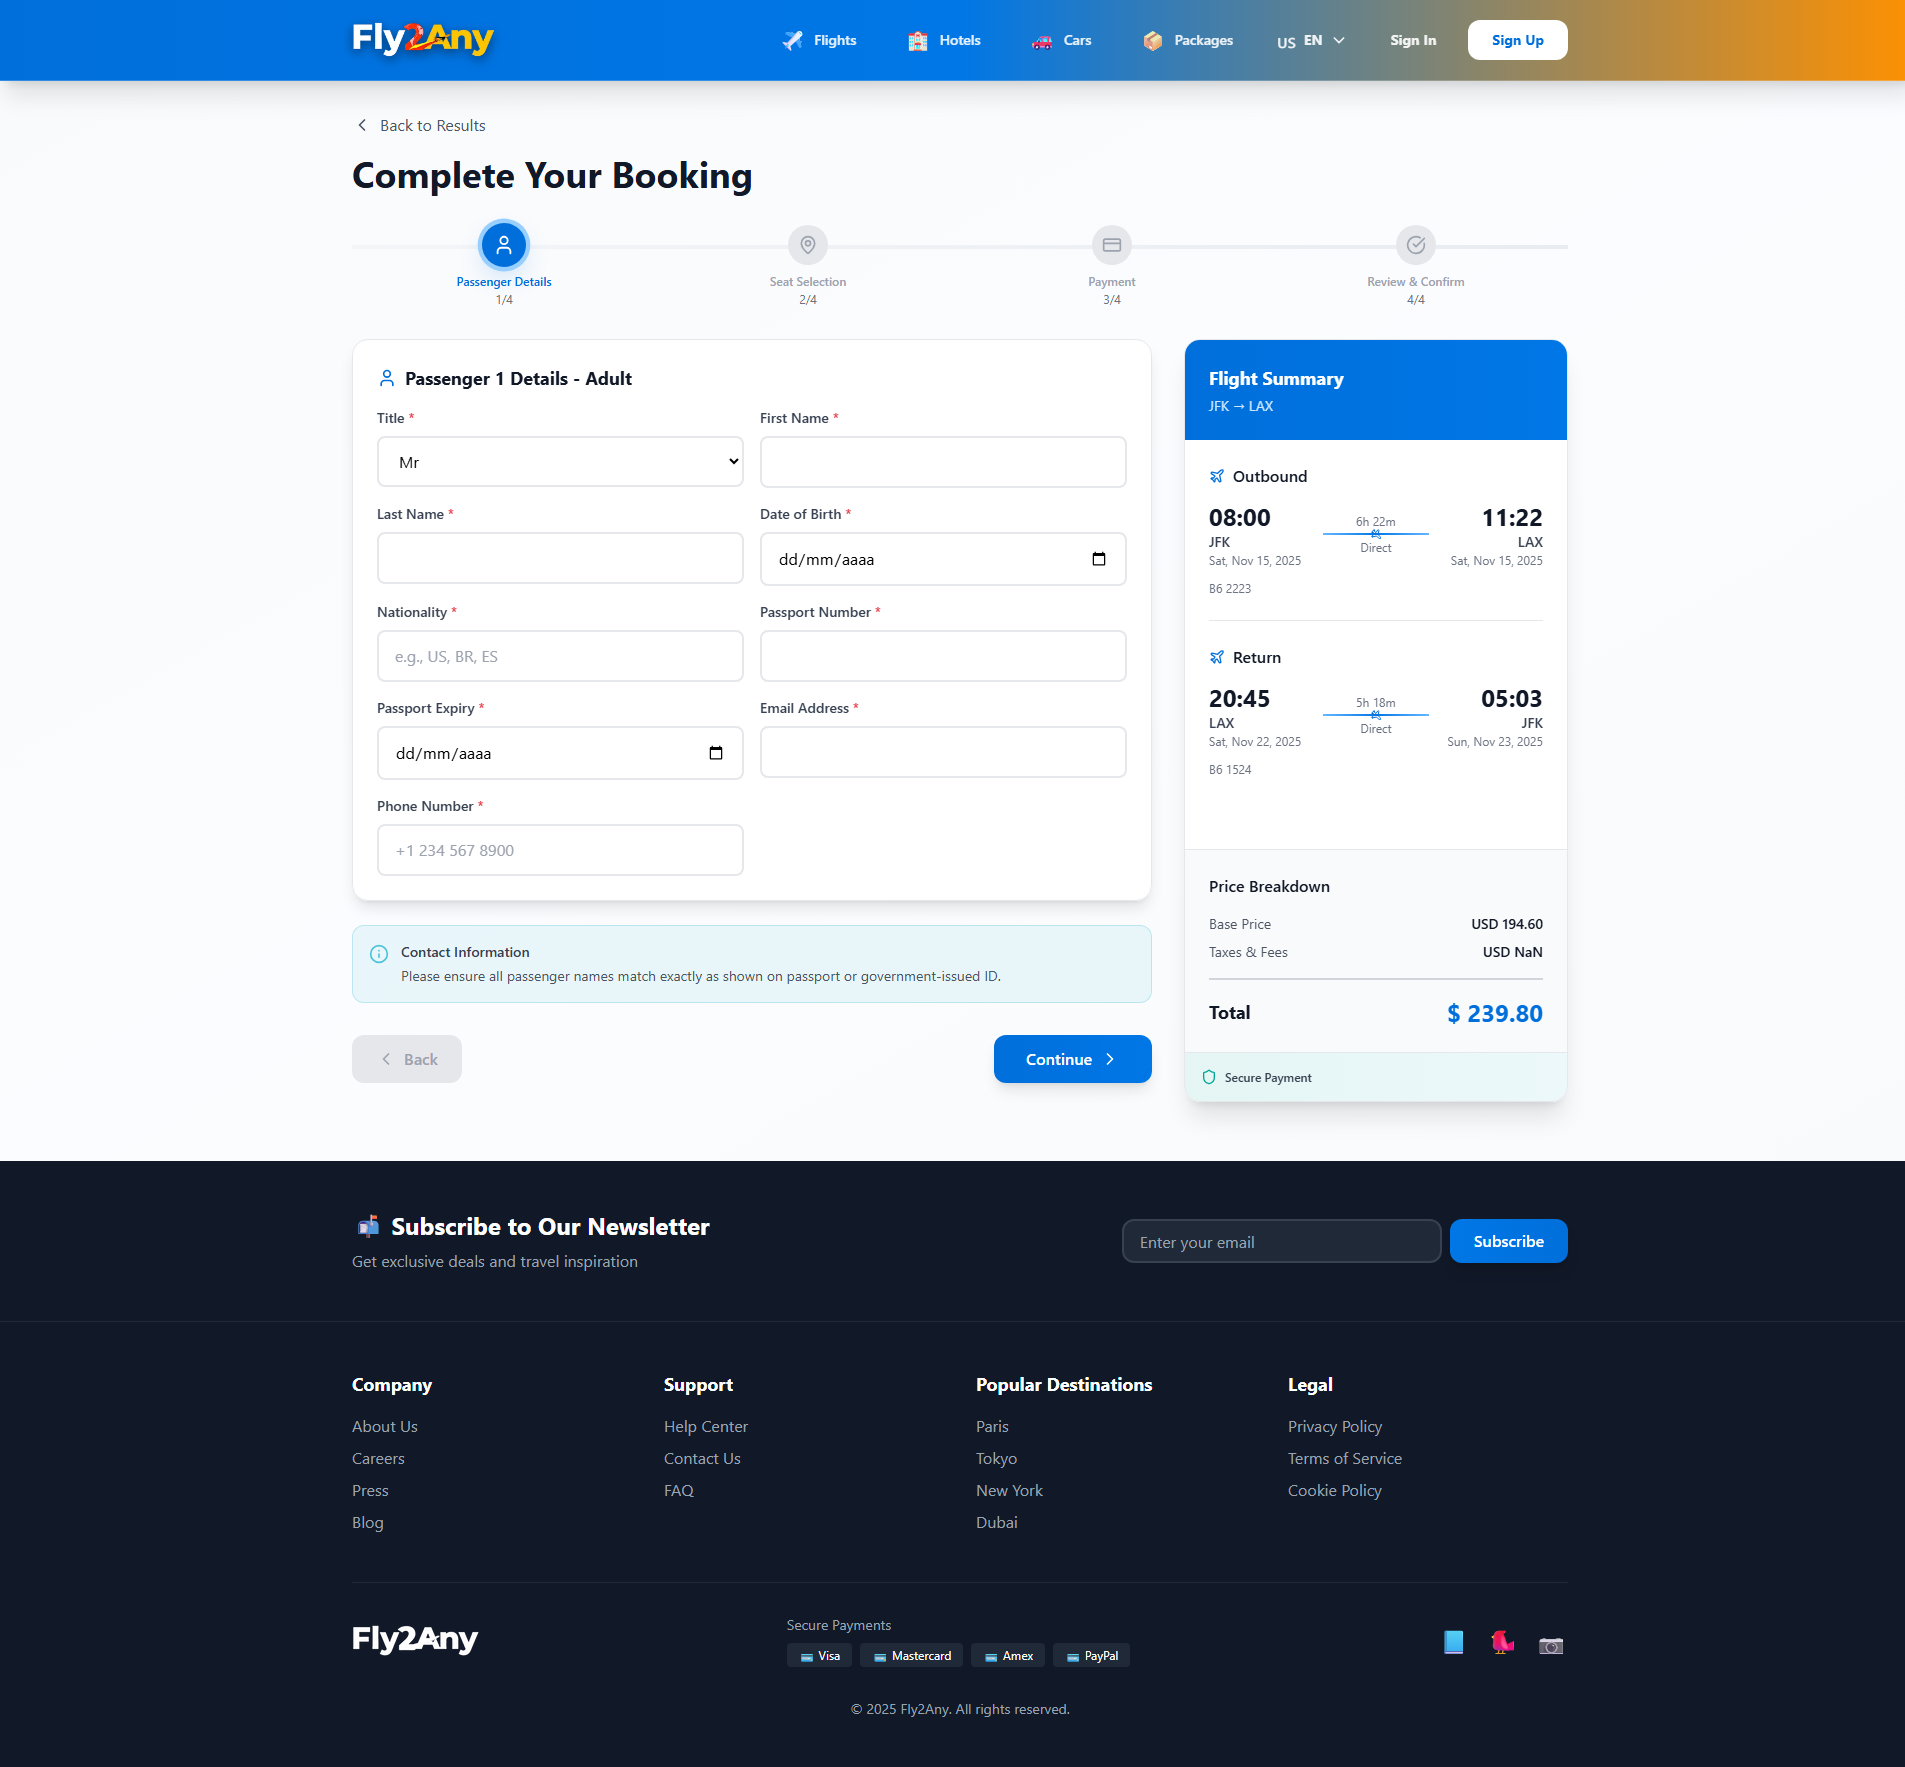 Fly2Any
Flights
Hotels
Cars
Packages
US EN
Sign In
Sign Up
Back to Results
Complete Your Booking
Passenger Details
1/4
Seat Selection
2/4
Payment
3/4
Review & Confirm
4/4
Passenger 1 Details - Adult
Title *
Mr
First Name *
Last Name *
Date of Birth *
dd/mm/aaaa
Nationality *
e.g., US, BR, ES
Passport Number *
Passport Expiry *
dd/mm/aaaa
Email Address *
Phone Number *
+1 234 567 8900
Contact Information
Please ensure all passenger names match exactly as shown on passport or government-issued ID.
Back
Continue
Flight Summary
JFK → LAX
Outbound
08:00
JFK
Sat, Nov 15, 2025
6h 22m
Direct
11:22
LAX
Sat, Nov 15, 2025
B6 2223
Return
20:45
LAX
Sat, Nov 22, 2025
5h 18m
Direct
05:03
JFK
Sun, Nov 23, 2025
B6 1524
Price Breakdown
Base Price USD 194.60
Taxes & Fees USD NaN
Total $ 239.80
Secure Payment
Subscribe to Our Newsletter
Get exclusive deals and travel inspiration
Enter your email
Subscribe
Company
About Us
Careers
Press
Blog
Support
Help Center
Contact Us
FAQ
Popular Destinations
Paris
Tokyo
New York
Dubai
Legal
Privacy Policy
Terms of Service
Cookie Policy
Fly2Any
Secure Payments
Visa
Mastercard
Amex
PayPal
© 2025 Fly2Any. All rights reserved.